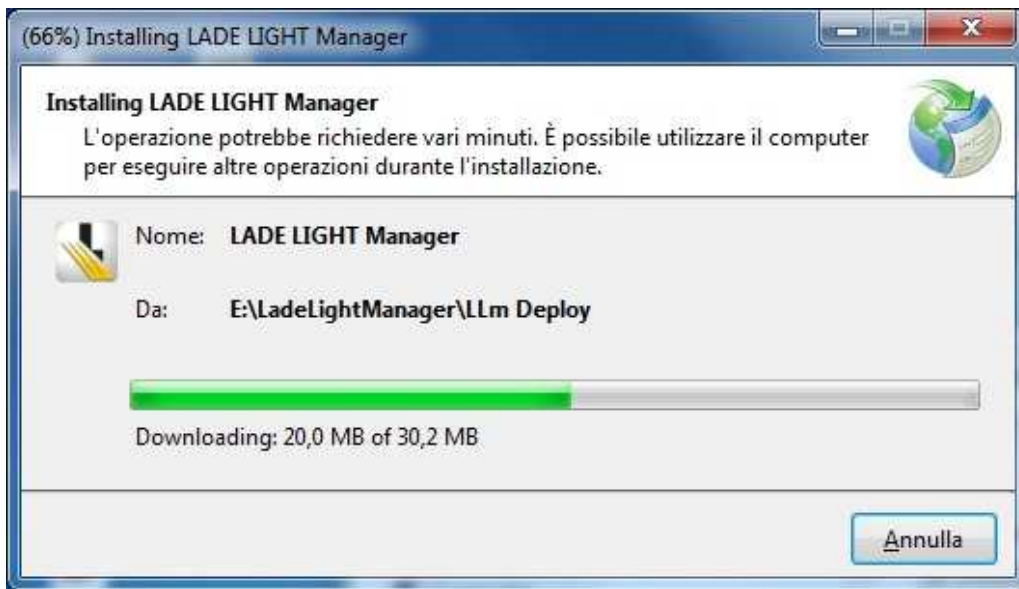 (66%) Installing LADE LIGHT Manager
Installing LADE LIGHT Manager
L'operazione potrebbe richiedere vari minuti. È possibile utilizzare il computer
per eseguire altre operazioni durante l'installazione.
Nome: LADE LIGHT Manager
Da: E:\LadeLightManager\LLm Deploy
Downloading: 20,0 MB of 30,2 MB
Annulla